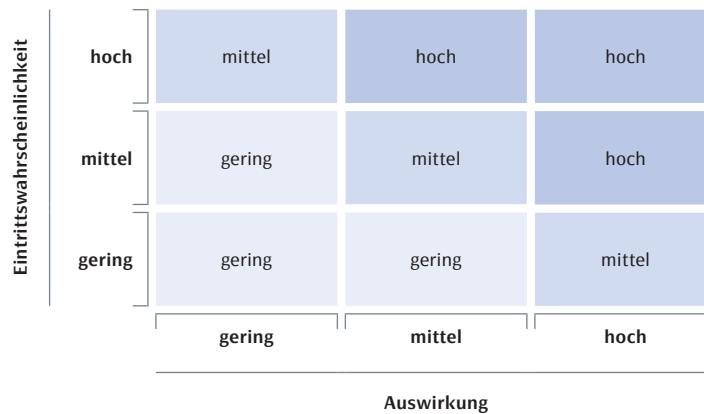 Eintrittswahrscheinlichkeit
hoch mittel hoch hoch
mittel gering mittel hoch
gering gering gering mittel
gering mittel hoch
Auswirkung